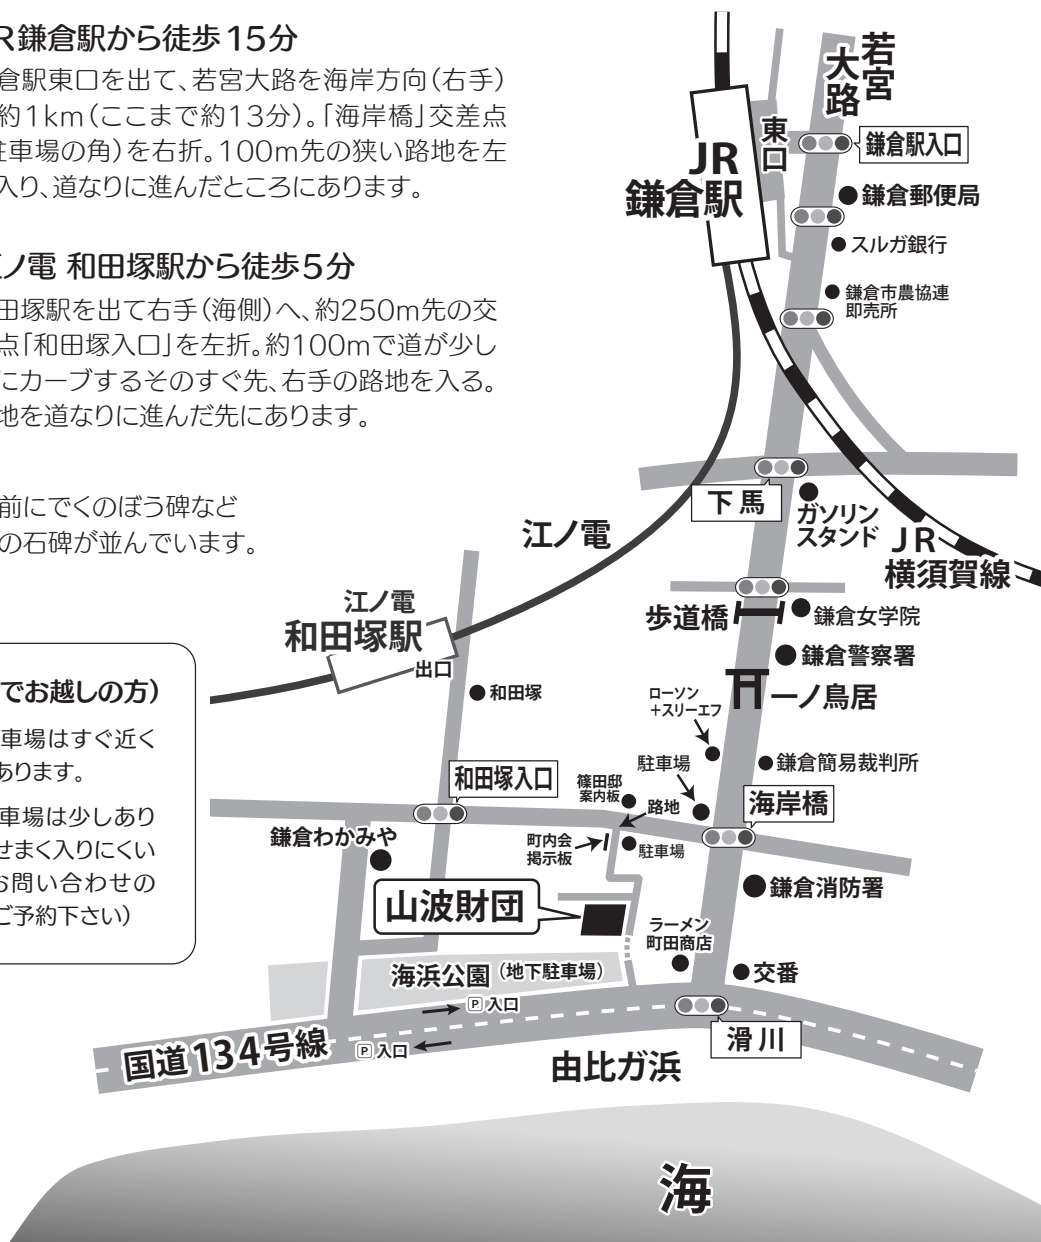 R鎌倉駅から徒歩15分
倉駅東口を出て、若宮大路を海岸方向（右手）
約1km（ここまで約13分）。「海岸橋」交差点
車場の角）を右折。100m先の狭い路地を左
入り、道なりに進んだところにあります。
ノ電 和田塚駅から徒歩5分
田塚駅を出て右手（海側）へ、約250m先の交
点「和田塚入口」を左折。約100mで道が少し
にカーブするそのすぐ先、右手の路地を入る。
地を道なりに進んだ先にあります。
前にでくのぼう碑など
の石碑が並んでいます。
でお越しの方）
車場はすぐ近く
あります。
車場は少しあり
せまく入りにくい
お問い合わせの
ご予約下さい）
若宮
大路
東口
JR
鎌倉駅
鎌倉駅入口
鎌倉郵便局
スルガ銀行
鎌倉市農協連
即売所
下馬
ガソリン
スタンド
JR
横須賀線
江ノ電
江ノ電
和田塚駅
出口
歩道橋
鎌倉女学院
鎌倉警察署
一ノ鳥居
和田塚
ローソン
＋スリーエフ
駐車場
鎌倉簡易裁判所
和田塚入口
篠田邸
案内板
路地
海岸橋
鎌倉わかみや
町内会
掲示板
駐車場
鎌倉消防署
山波財団
ラーメン
町田商店
交番
海浜公園（地下駐車場）
P 入口
P 入口
国道134号線
滑川
由比ガ浜
海